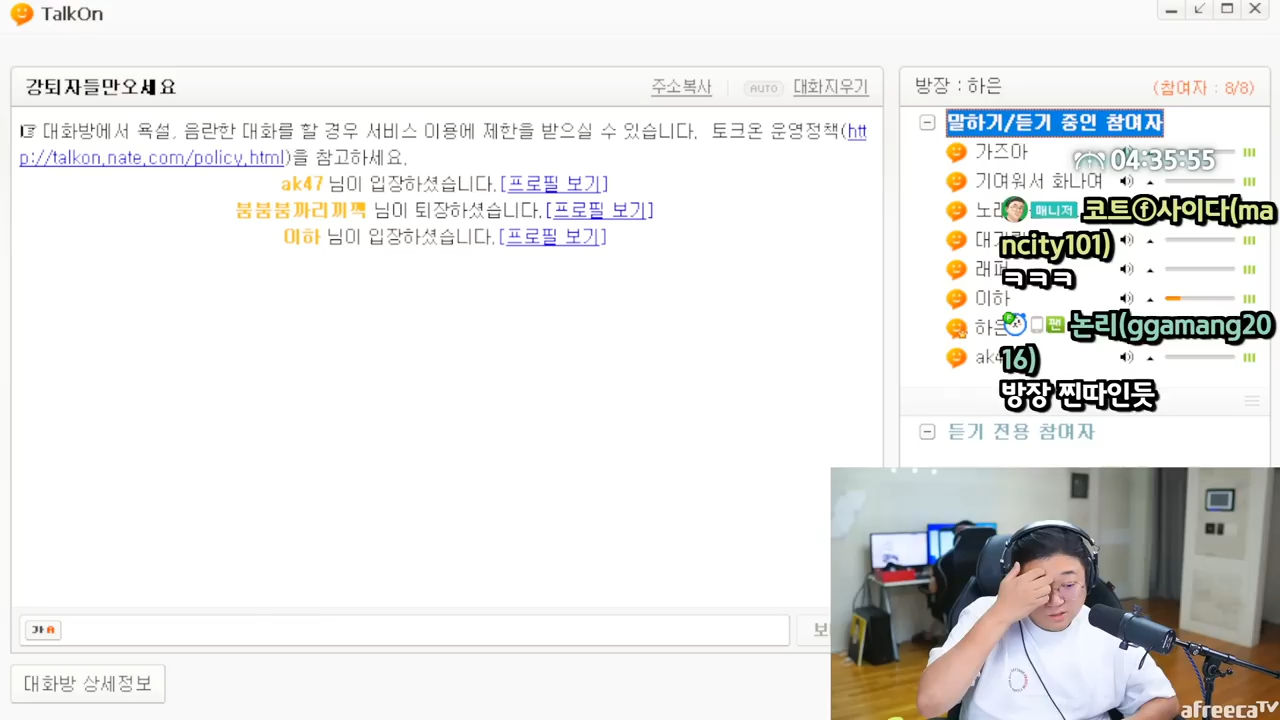 TalkOn
강퇴자들만오세요
주소복사
AUTO
대화지우기
☞ 대화방에서 욕설, 음란한 대화를 할 경우 서비스 이용에 제한을 받으실 수 있습니다. 토크온 운영정책(htt
p://talkon.nate.com/policy.html)을 참고하세요.
ak47 님이 입장하셨습니다.[프로필 보기]
붕붕붕까리끼끽 님이 퇴장하셨습니다.[프로필 보기]
이하 님이 입장하셨습니다.[프로필 보기]
가
대화방 상세정보
방장 : 하은
(참여자 : 8/8)
말하기/듣기 중인 참여자
가즈아
04:35:55
기여워서 화나여
매니저 코트ⓕ사이다(ma
ncity101)
ㅋㅋㅋ
래퍼
이하
하은
팬 논리(ggamang20
16)
방장 찐따인듯
듣기 전용 참여자
afreecaTV